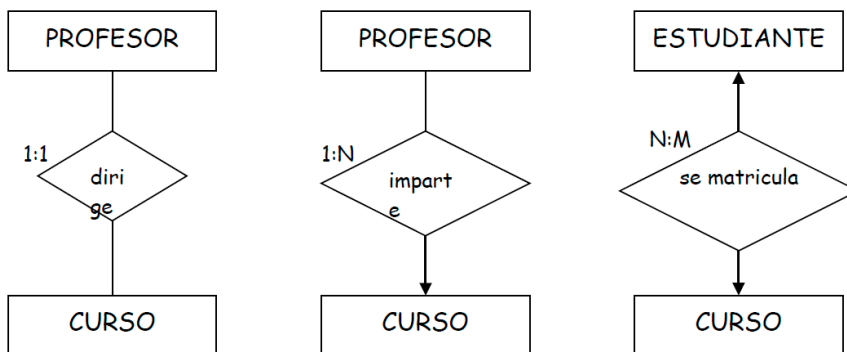 PROFESOR
1:1
diri
ge
CURSO
PROFESOR
1:N
impart
e
CURSO
ESTUDIANTE
N:M
se matricula
CURSO